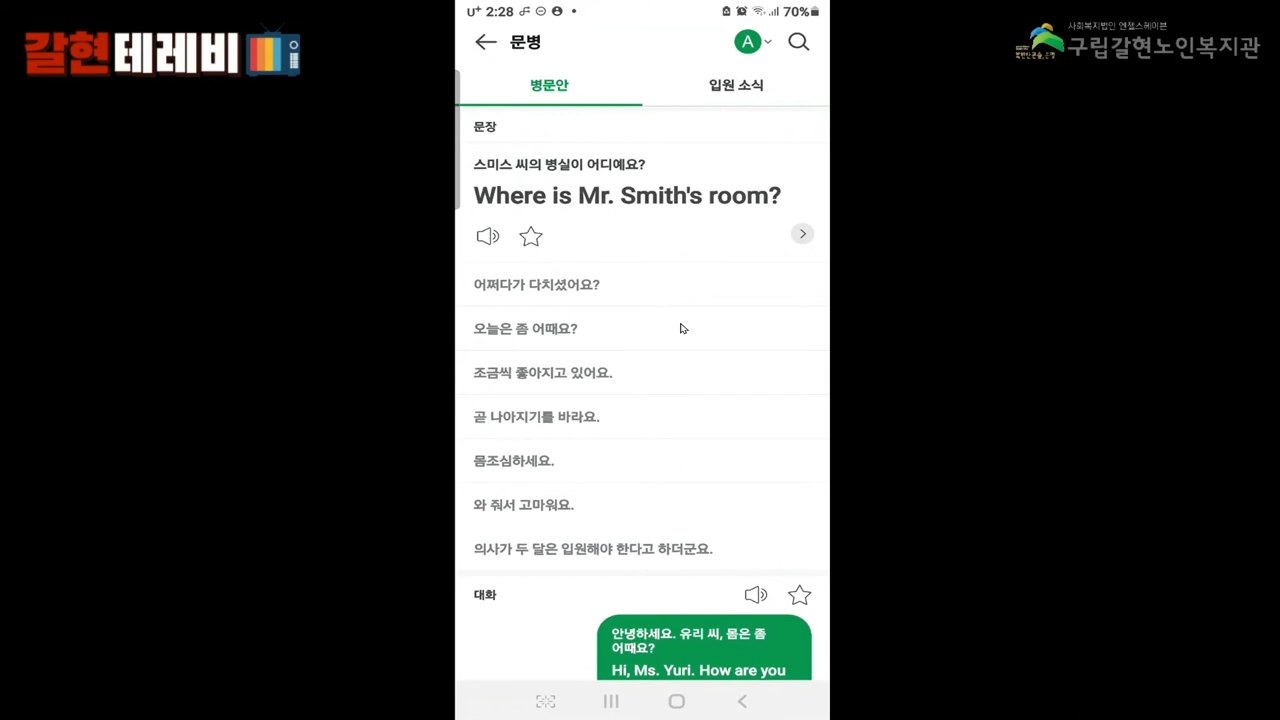 갈현테레비
사회복지법인 엔젤스헤이븐
구립갈현노인복지관
U+ 2:28
70%
문병
A
병문안
입원 소식
문장
스미스 씨의 병실이 어디예요?
Where is Mr. Smith's room?
어쩌다가 다치셨어요?
오늘은 좀 어때요?
조금씩 좋아지고 있어요.
곧 나아지기를 바라요.
몸조심하세요.
와 줘서 고마워요.
의사가 두 달은 입원해야 한다고 하더군요.
대화
안녕하세요. 유리 씨, 몸은 좀
어때요?
Hi, Ms. Yuri. How are you